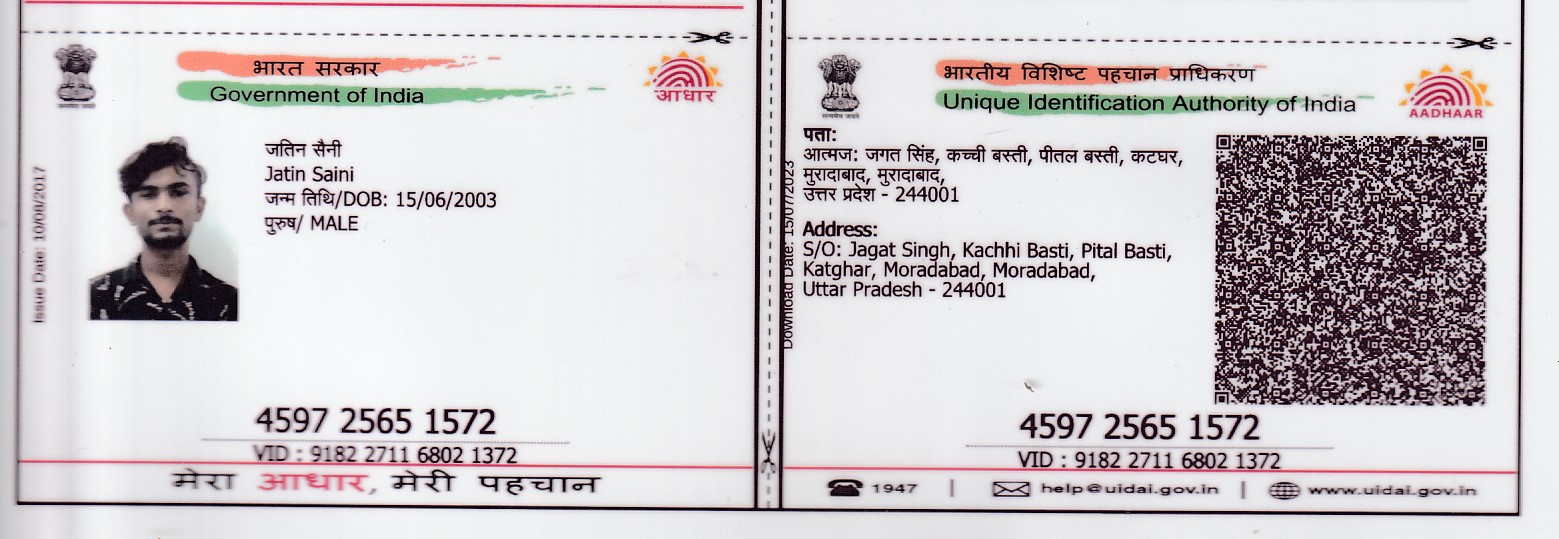 भारत सरकार
Government of India
आधार
Issue Date: 10/08/2017
जतिन सैनी
Jatin Saini
जन्म तिथि/DOB: 15/06/2003
पुरुष/ MALE
4597 2565 1572
VID : 9182 2711 6802 1372
मेरा आधार, मेरी पहचान
सत्यमेव जयते
भारतीय विशिष्ट पहचान प्राधिकरण
Unique Identification Authority of India
AADHAAR
Download Date: 15/07/2023
पता:
आत्मज: जगत सिंह, कच्ची बस्ती, पीतल बस्ती, कटघर,
मुरादाबाद, मुरादाबाद,
उत्तर प्रदेश - 244001
Address:
S/O: Jagat Singh, Kachhi Basti, Pital Basti,
Katghar, Moradabad, Moradabad,
Uttar Pradesh - 244001
4597 2565 1572
VID : 9182 2711 6802 1372
1947 | help@uidai.gov.in | www.uidai.gov.in